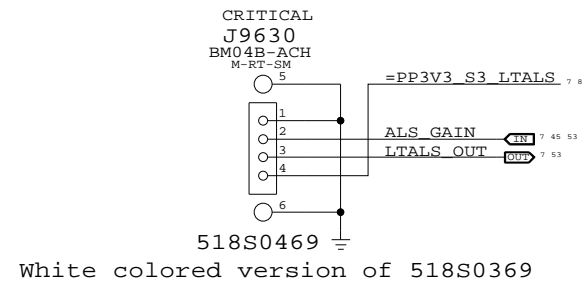 CRITICAL
J9630
BM04B-ACH
M-RT-SM
5
=PP3V3_S3_LTALS 7 8
1
2 ALS_GAIN IN 7 45 53
3 LTALS_OUT OUT 7 53
4
6
518S0469
White colored version of 518S0369